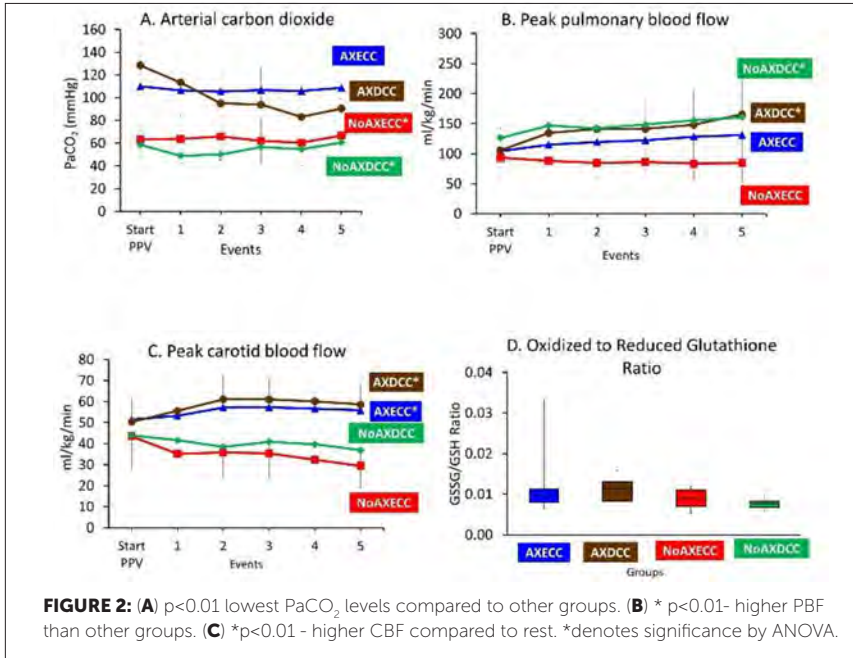 A. Arterial carbon dioxide
160
140
120
100
80
60
40
20
0
PaCO₂ (mmHg)
AXECC
AXDCC
NoAXECC*
NoAXDCC*
Start PPV 1 2 3 4 5
Events
B. Peak pulmonary blood flow
300
250
200
150
100
50
0
ml/kg/min
NoAXDCC*
AXDCC*
AXECC
NoAXECC
Start PPV 1 2 3 4 5
Events
C. Peak carotid blood flow
80
70
60
50
40
30
20
10
0
ml/kg/min
AXDCC*
AXECC*
NoAXDCC
NoAXECC
Start PPV 1 2 3 4 5
Events
D. Oxidized to Reduced Glutathione
Ratio
0.04
0.03
0.02
0.01
0.00
GSSG/GSH Ratio
AXECC AXDCC NoAXECC NoAXDCC
Groups
FIGURE 2: (A) p<0.01 lowest PaCO₂ levels compared to other groups. (B) * p<0.01- higher PBF
than other groups. (C) *p<0.01 - higher CBF compared to rest. *denotes significance by ANOVA.